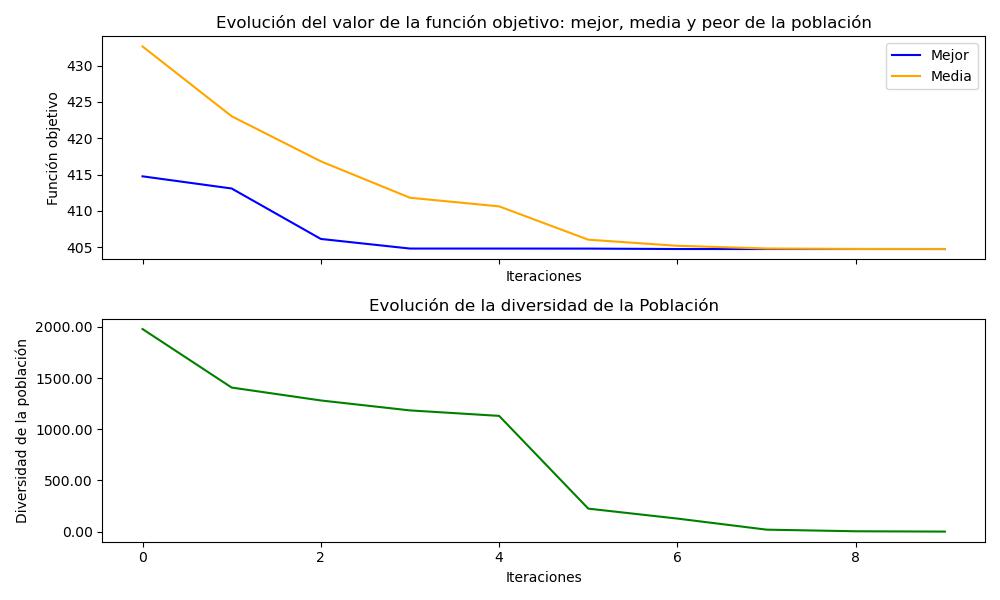 Evolución del valor de la función objetivo: mejor, media y peor de la población
Función objetivo
430
425
420
415
410
405
Mejor
Media
Iteraciones
Evolución de la diversidad de la Población
Diversidad de la población
2000.00
1500.00
1000.00
500.00
0.00
0 2 4 6 8
Iteraciones